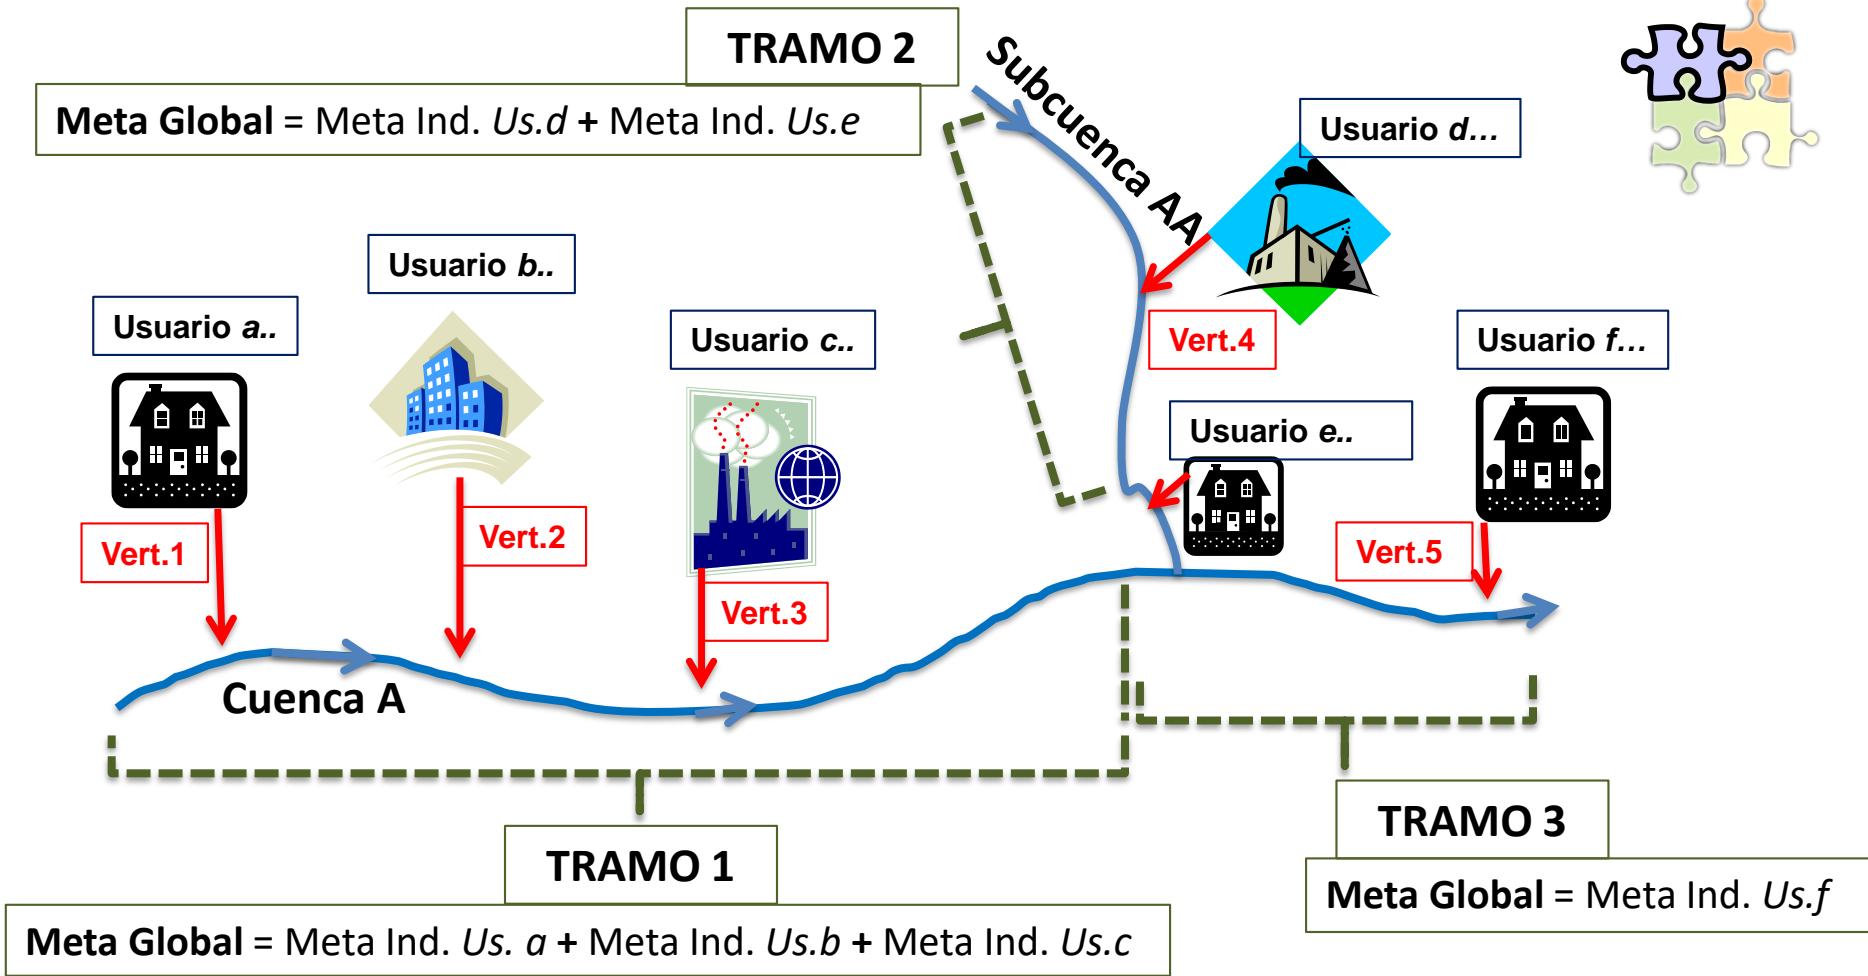 TRAMO 2
Meta Global = Meta Ind. Us.d + Meta Ind. Us.e
Subcuenca AA
Usuario d...
Usuario b..
Usuario a..
Usuario c..
Vert.4
Usuario f...
Usuario e..
Vert.1
Vert.2
Vert.3
Vert.5
Cuenca A
TRAMO 1
Meta Global = Meta Ind. Us. a + Meta Ind. Us.b + Meta Ind. Us.c
TRAMO 3
Meta Global = Meta Ind. Us.f